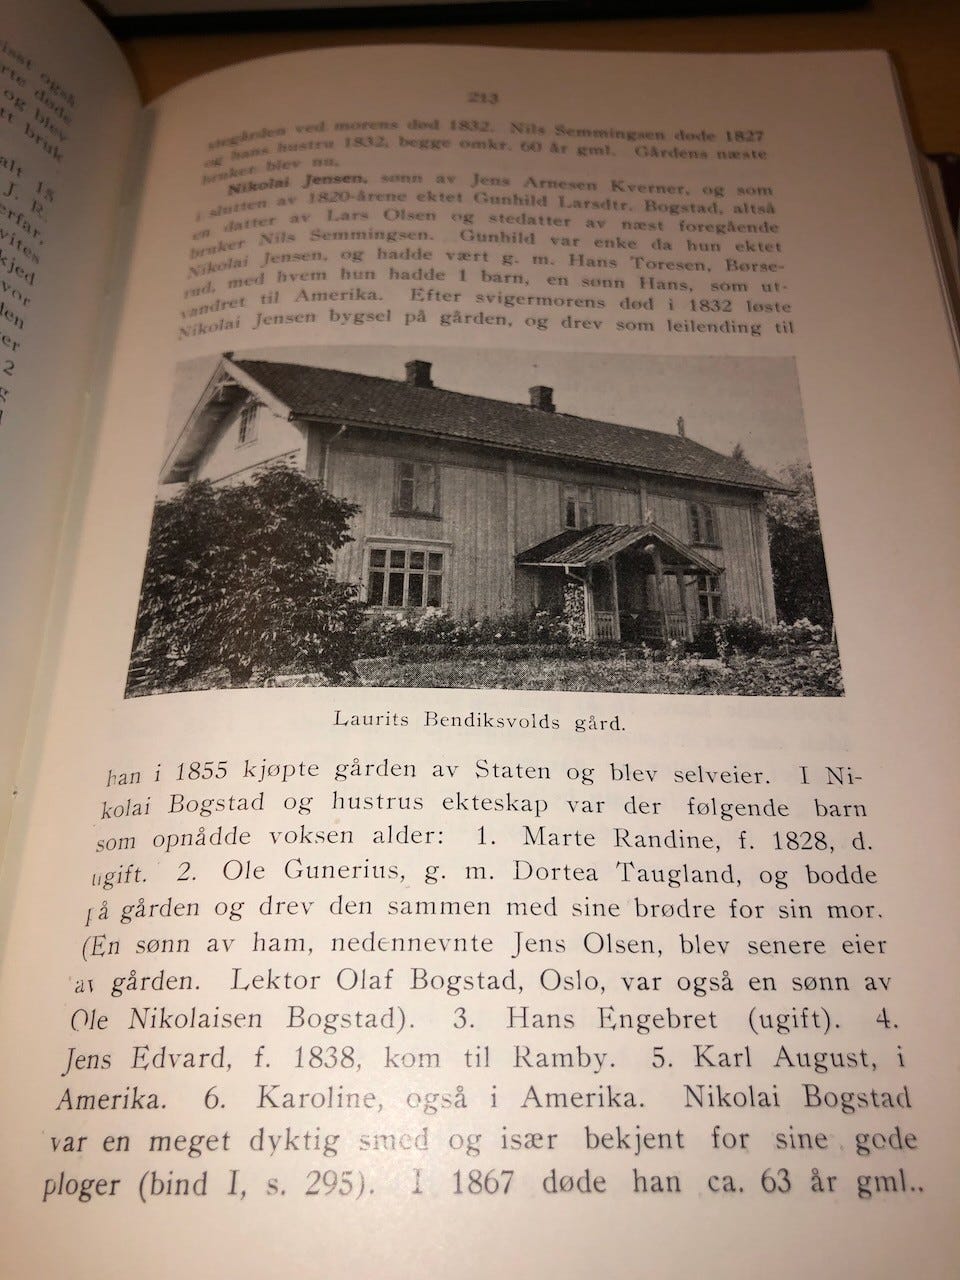 213
ved morens død 1832. Nils Semmingsen døde 1827
og hans hustru 1832, begge omkr. 60 år gml. Gårdens næste
bruker blev nu.
Nikolai Jensen, sønn av Jens Arnesen Kverner, og som
i slutten av 1820-årene ektet Gunhild Larsdtr. Bogstad, altså
en datter av Lars Olsen og stedatter av næst foregående
bruker Nils Semmingsen. Gunhild var enke da hun ektet
Nikolai Jensen, og hadde vært g. m. Hans Toresen, Børse-
rud, med hvem hun hadde 1 barn, en sønn Hans, som ut-
vandret til Amerika. Efter svigermorens død i 1832 løste
Nikolai Jensen bygsel på gården, og drev som leilending til
Laurits Bendiksvolds gård.
han i 1855 kjøpte gården av Staten og blev selveier. I Ni-
kolai Bogstad og hustrus ekteskap var der følgende barn
som opnådde voksen alder: 1. Marte Randine, f. 1828, d.
ugift. 2. Ole Gunerius, g. m. Dortea Taugland, og bodde
på gården og drev den sammen med sine brødre for sin mor.
(En sønn av ham, nedennevnte Jens Olsen, blev senere eier
av gården. Lektor Olaf Bogstad, Oslo, var også en sønn av
Ole Nikolaisen Bogstad). 3. Hans Engebret (ugift). 4.
Jens Edvard, f. 1838, kom til Ramby. 5. Karl August, i
Amerika. 6. Karoline, også i Amerika. Nikolai Bogstad
var en meget dyktig smed og især bekjent for sine gode
ploger (bind I, s. 295). I 1867 døde han ca. 63 år gml..